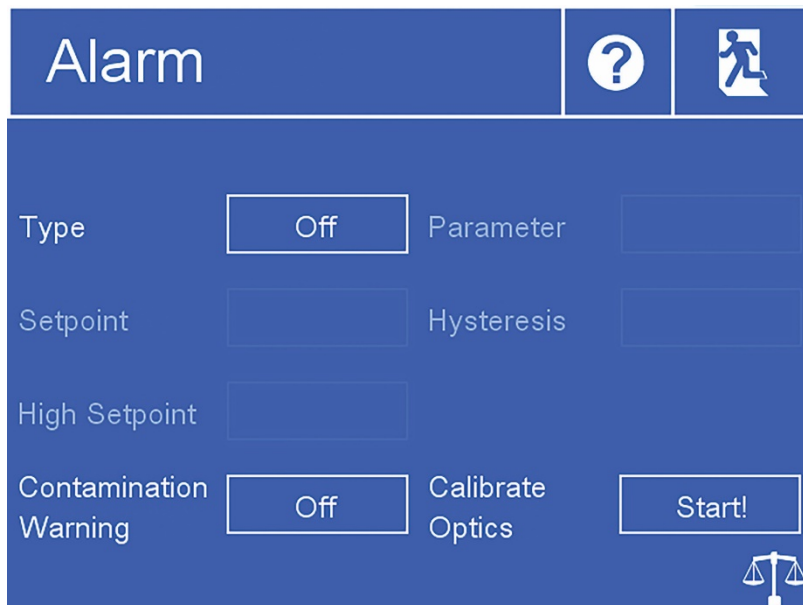 Alarm
?
Type Off Parameter
Setpoint Hysteresis
High Setpoint
Contamination
Warning
Off
Calibrate
Optics
Start!